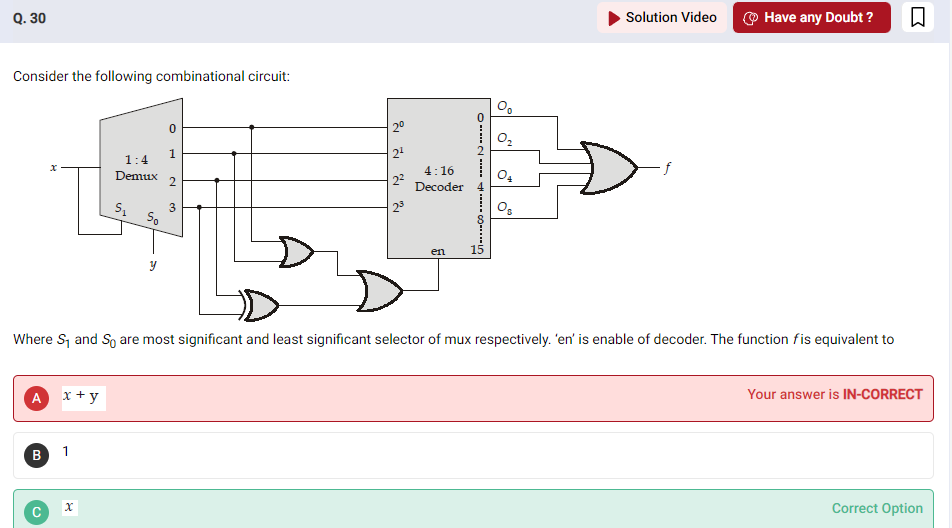 Q. 30
Solution Video
Have any Doubt ?
Consider the following combinational circuit:
x
1 : 4
Demux
S₁
S₀
y
0
1
2
3
2⁰
2¹
2²
2³
4 : 16
Decoder
en
0
2
4
8
15
O₀
O₂
O₄
O₈
f
Where S₁ and S₀ are most significant and least significant selector of mux respectively. ‘en’ is enable of decoder. The function f is equivalent to
A
x + y
Your answer is IN-CORRECT
B
1
C
x
Correct Option